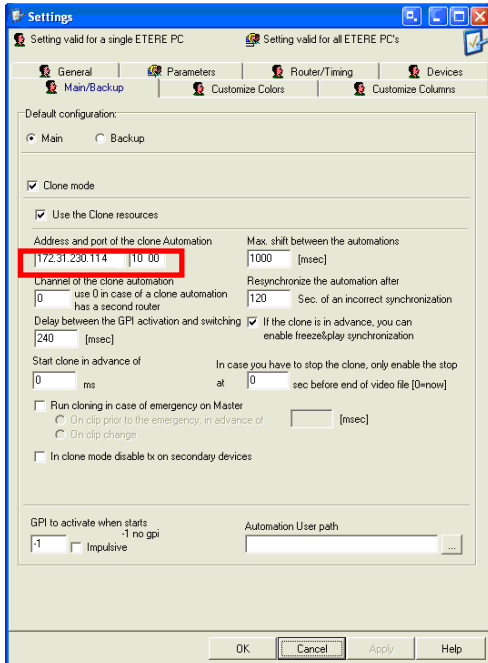 Settings
Setting valid for a single ETERE PC Setting valid for all ETERE PC's
General Parameters Router/Timing Devices
Main/Backup Customize Colors Customize Columns
Default configuration:
Main Backup
Clone mode
Use the Clone resources
Address and port of the clone Automation Max. shift between the automations
172.31.230.114 10 00 1000 [msec]
Channel of the clone automation Resynchronize the automation after
0 use 0 in case of a clone automation 120 Sec. of an incorrect synchronization
has a second router
Delay between the GPI activation and switching If the clone is in advance, you can
240 [msec] enable freeze&play synchronization
Start clone in advance of In case you have to stop the clone, only enable the stop
0 ms at 0 sec before end of video file [0=now]
Run cloning in case of emergency on Master
On clip prior to the emergency, in advance of [msec]
On clip change
In clone mode disable tx on secondary devices
GPI to activate when starts Automation User path
-1 no gpi
-1 Impulsive ...
OK Cancel Apply Help